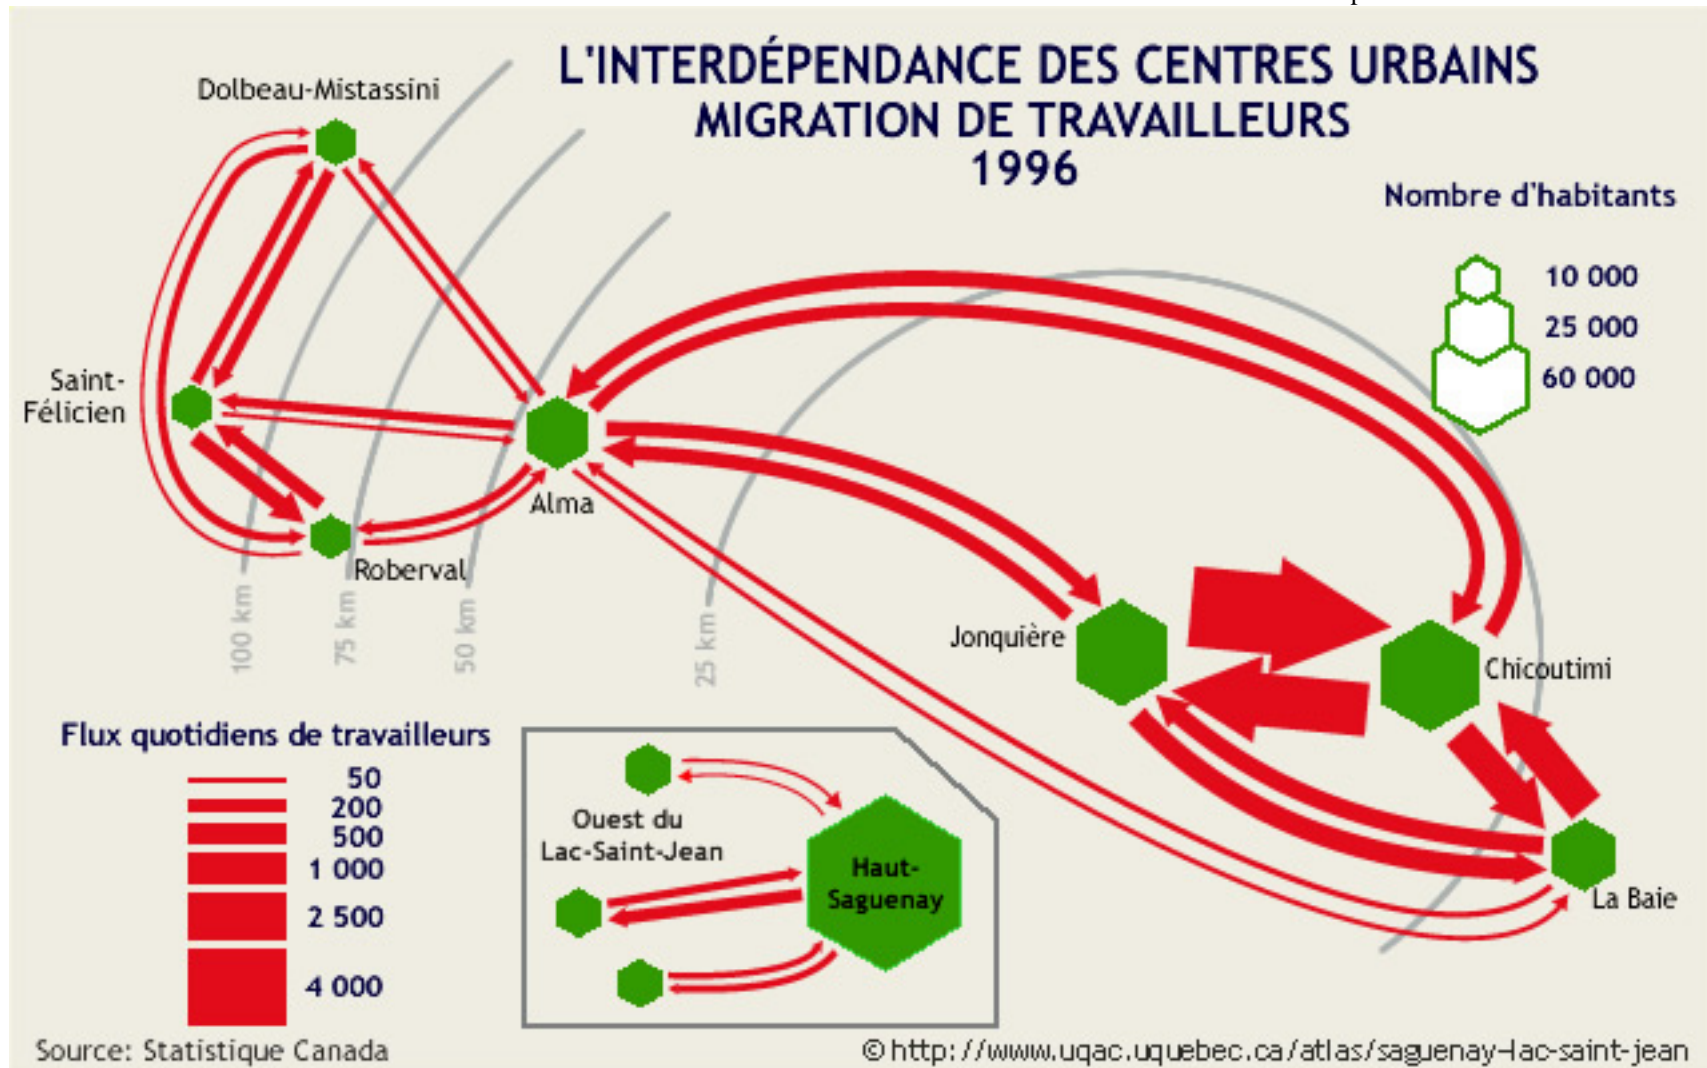 L'INTERDÉPENDANCE DES CENTRES URBAINS
MIGRATION DE TRAVAILLEURS
1996
Dolbeau-Mistassini
Nombre d'habitants
10 000
25 000
60 000
Saint-
Félicien
Alma
Roberval
100 km
75 km
50 km
25 km
Jonquière
Chicoutimi
La Baie
Flux quotidiens de travailleurs
50
200
500
1 000
2 500
4 000
Ouest du
Lac-Saint-Jean
Haut-
Saguenay
Source: Statistique Canada
©http://www.uqac.uquebec.ca/atlas/saguenay-lac-saint-jean